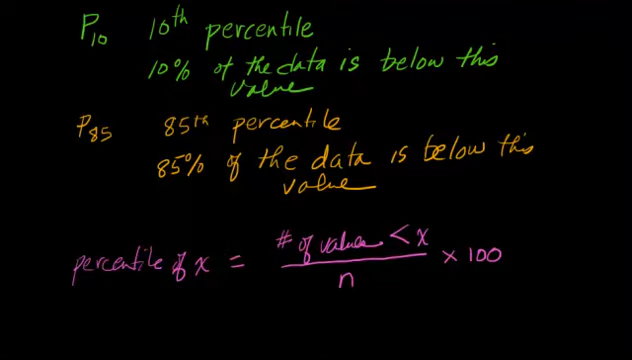 P10 10th percentile
10% of the data is below this
value
P85 85th percentile
85% of the data is below this
value
percentile of x = # of values < x / n × 100